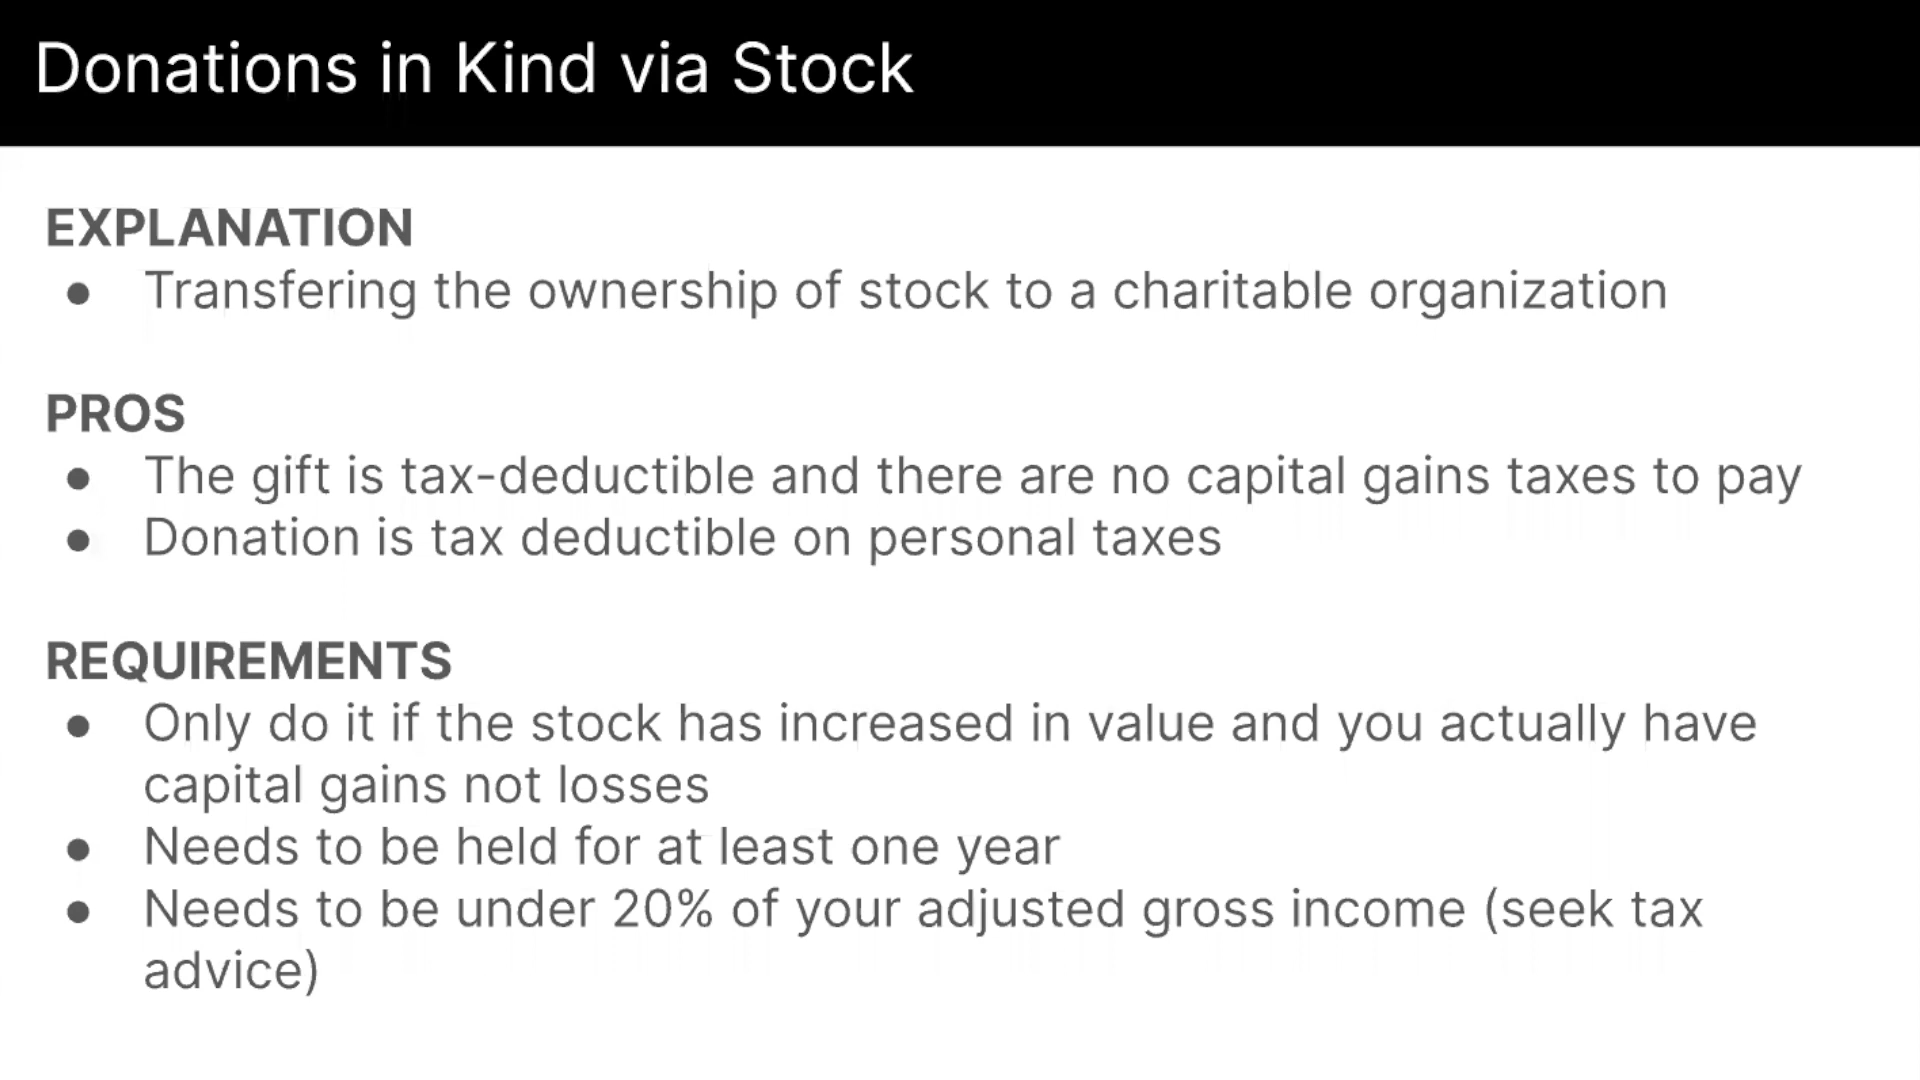 Donations in Kind via Stock
EXPLANATION
● Transfering the ownership of stock to a charitable organization
PROS
● The gift is tax-deductible and there are no capital gains taxes to pay
● Donation is tax deductible on personal taxes
REQUIREMENTS
● Only do it if the stock has increased in value and you actually have
capital gains not losses
● Needs to be held for at least one year
● Needs to be under 20% of your adjusted gross income (seek tax
advice)